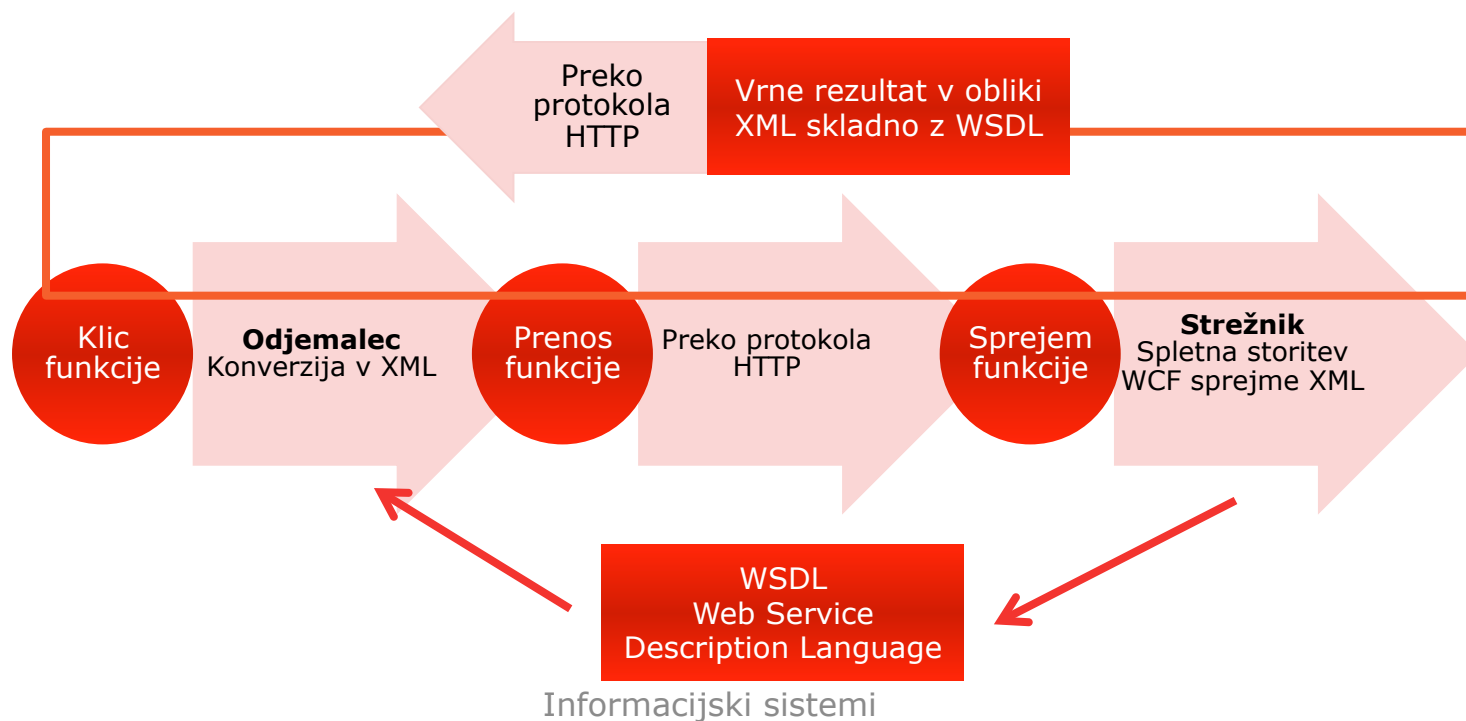 Preko
protokola
HTTP
Vrne rezultat v obliki
XML skladno z WSDL
Klic
funkcije
Odjemalec
Konverzija v XML
Prenos
funkcije
Preko protokola
HTTP
Sprejem
funkcije
Strežnik
Spletna storitev
WCF sprejme XML
WSDL
Web Service
Description Language
Informacijski sistemi